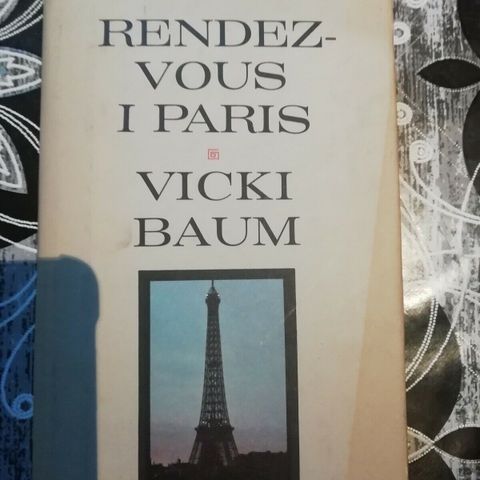 RENDEZ-
VOUS
I PARIS
VICKI
BAUM